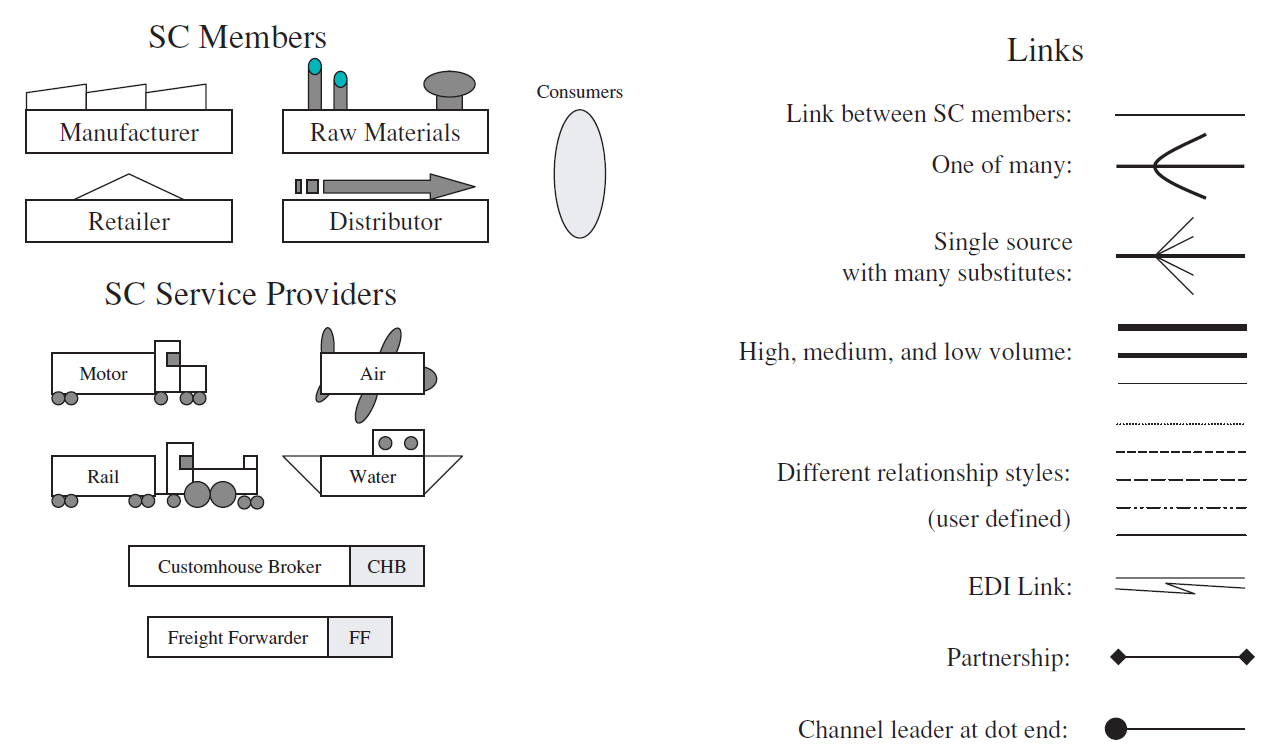 SC Members
Manufacturer
Raw Materials
Consumers
Retailer
Distributor
SC Service Providers
Motor
Air
Rail
Water
Customhouse Broker
CHB
Freight Forwarder
FF
Links
Link between SC members:
One of many:
Single source
with many substitutes:
High, medium, and low volume:
Different relationship styles:
(user defined)
EDI Link:
Partnership:
Channel leader at dot end: